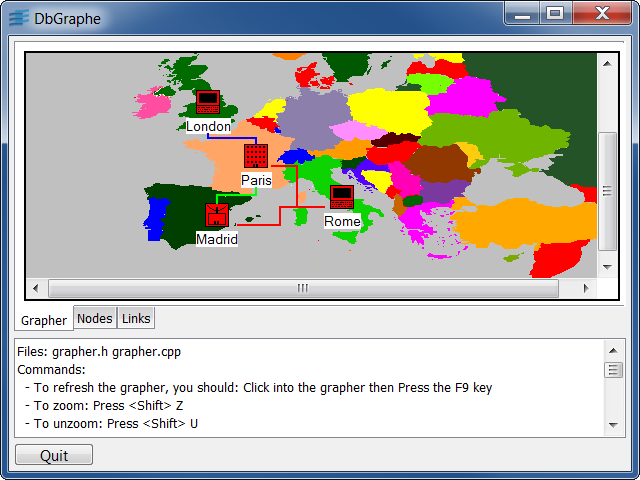 DbGraphe
London
Paris
Rome
Madrid
Grapher
Nodes
Links
Files: grapher.h grapher.cpp
Commands:
- To refresh the grapher, you should: Click into the grapher then Press the F9 key
- To zoom: Press <Shift> Z
- To unzoom: Press <Shift> U
Quit